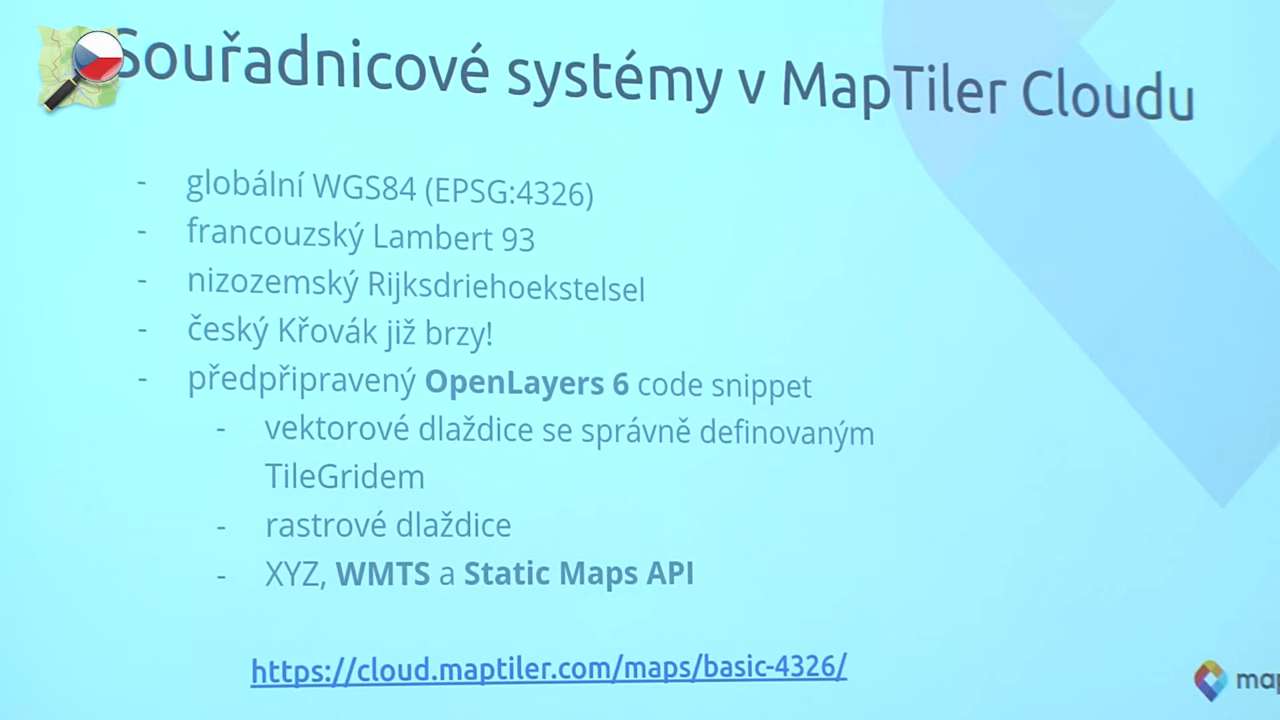 Souřadnicové systémy v MapTiler Cloudu
- globální WGS84 (EPSG:4326)
- francouzský Lambert 93
- nizozemský Rijksdriehoekstelsel
- český Křovák již brzy!
- předpřipravený OpenLayers 6 code snippet
- vektorové dlaždice se správně definovaným
TileGridem
- rastrové dlaždice
- XYZ, WMTS a Static Maps API
https://cloud.maptiler.com/maps/basic-4326/
map